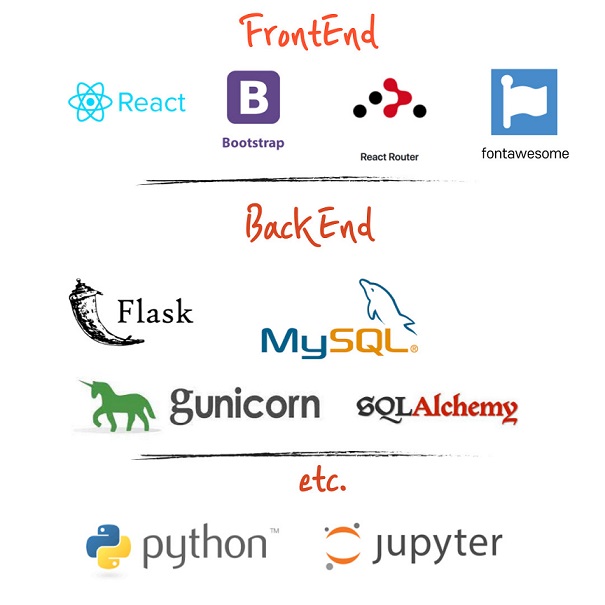 FrontEnd
React
B
Bootstrap
React Router
fontawesome
BackEnd
Flask
MySQL®
gunicorn
SQLAlchemy
etc.
python™
jupyter